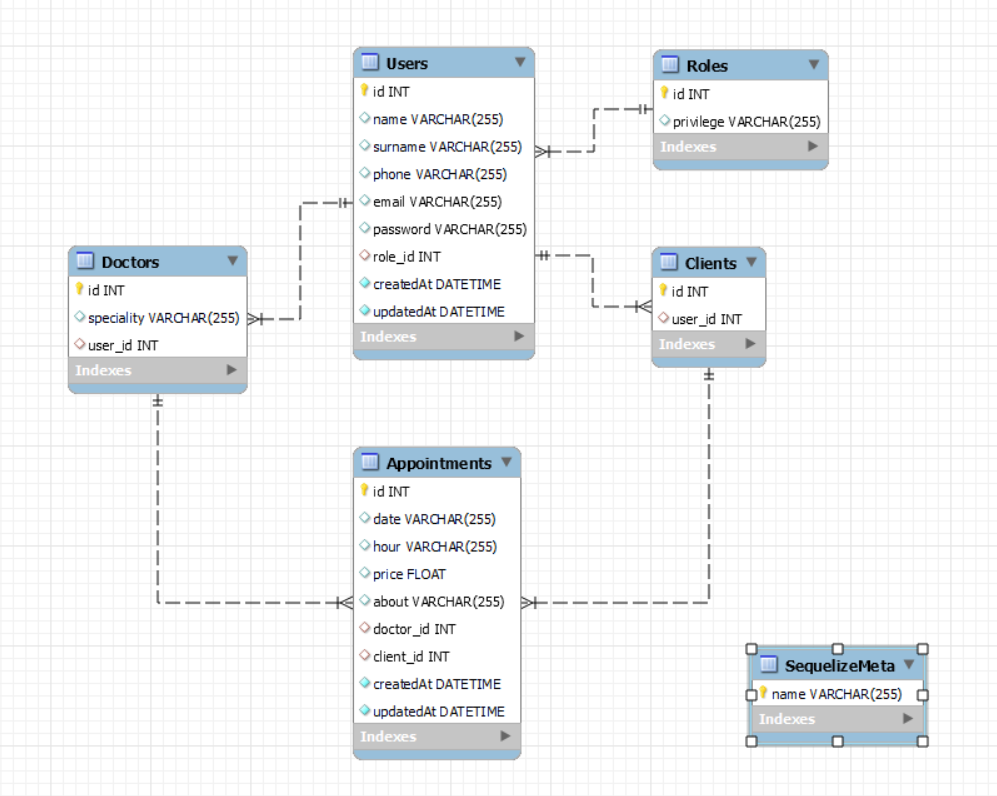 Users
id INT
name VARCHAR(255)
surname VARCHAR(255)
phone VARCHAR(255)
email VARCHAR(255)
password VARCHAR(255)
role_id INT
createdAt DATETIME
updatedAt DATETIME
Indexes
Roles
id INT
privilege VARCHAR(255)
Indexes
Doctors
id INT
speciality VARCHAR(255)
user_id INT
Indexes
Clients
id INT
user_id INT
Indexes
Appointments
id INT
date VARCHAR(255)
hour VARCHAR(255)
price FLOAT
about VARCHAR(255)
doctor_id INT
client_id INT
createdAt DATETIME
updatedAt DATETIME
Indexes
SequelizeMeta
name VARCHAR(255)
Indexes